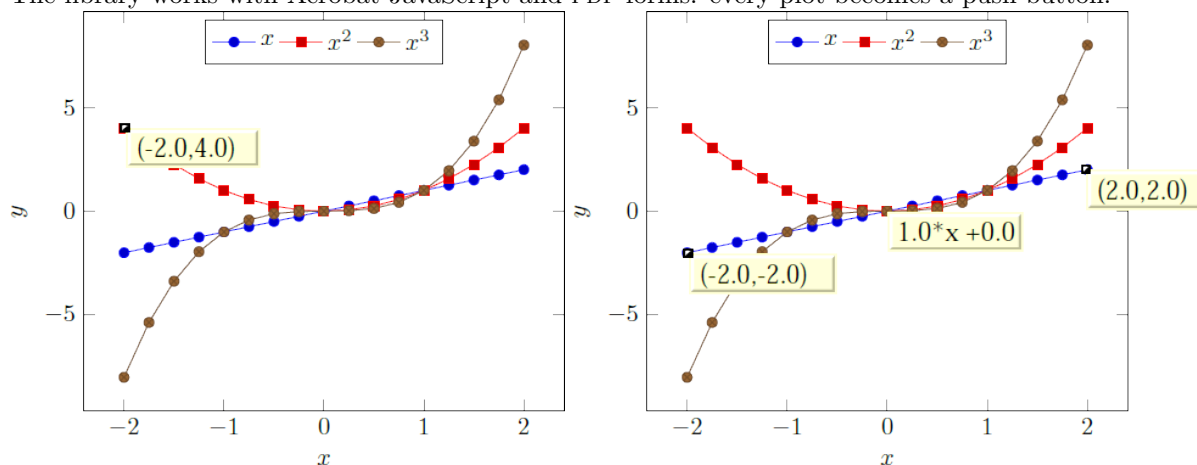 The library works with Acrobat JavaScript and PDF forms: every plot becomes a push button.
x x² x³
5
(-2.0,4.0)
0
y
−5
−2 −1 0 1 2
x
x x² x³
5
(2.0,2.0)
0
1.0*x +0.0
y
(-2.0,-2.0)
−5
−2 −1 0 1 2
x